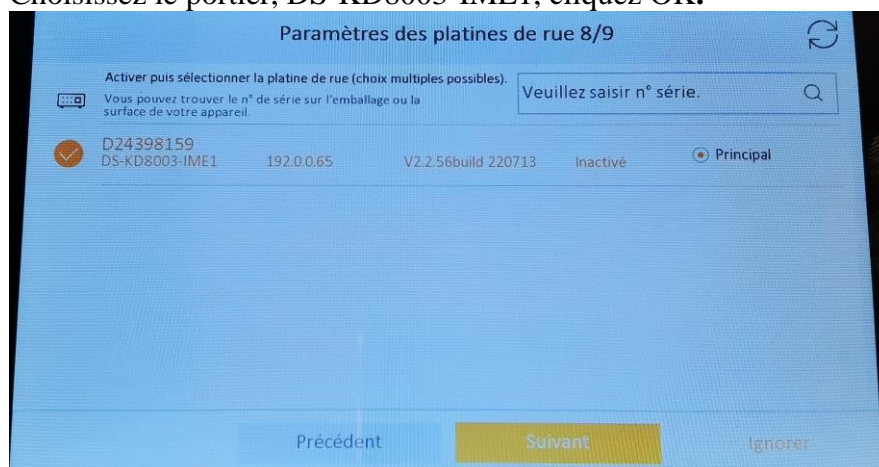 Choisissez le portier, DS-KD8003-IME1, cliquez OK.
Paramètres des platines de rue 8/9
Activer puis sélectionner la platine de rue (choix multiples possibles).
Vous pouvez trouver le n° de série sur l'emballage ou la
surface de votre appareil.
Veuillez saisir n° série.
D24398159
DS-KD8003-IME1 192.0.0.65 V2.2.56build 220713 Inactivé Principal
Précédent Suivant Ignorer